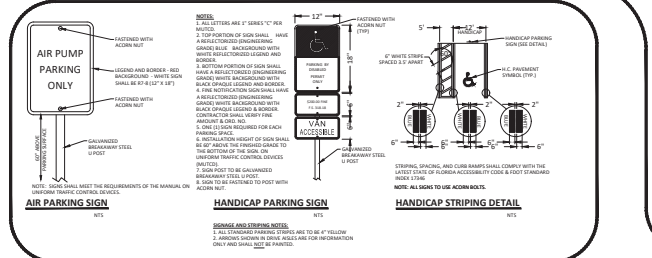 AIR PUMP
PARKING
ONLY
FASTENED WITH
ACORN NUT
LEGEND AND BORDER - RED
BACKGROUND - WHITE SIGN
SHALL BE R7-8 (12" X 18")
FASTENED WITH
ACORN NUT
60" ABOVE
PARKING SURFACE
GALVANIZED
BREAKAWAY STEEL
U POST
NOTE: SIGNS SHALL MEET THE REQUIREMENTS OF THE MANUAL ON
UNIFORM TRAFFIC CONTROL DEVICES.
AIR PARKING SIGN
NTS
NOTES:
1. ALL LETTERS ARE 1" SERIES "C" PER
MUTCD.
2. TOP PORTION OF SIGN SHALL HAVE
A REFLECTORIZED (ENGINEERING
GRADE) BLUE BACKGROUND WITH
WHITE REFLECTORIZED LEGEND AND
BORDER.
3. BOTTOM PORTION OF SIGN SHALL
HAVE A REFLECTORIZED (ENGINEERING
GRADE) WHITE BACKGROUND WITH
BLACK OPAQUE LEGEND AND BORDER.
4. FINE NOTIFICATION SIGN SHALL
HAVE A REFLECTORIZED (ENGINEERING
GRADE) WHITE BACKGROUND WITH
BLACK OPAQUE LEGEND & BORDER.
CONTRACTOR SHALL VERIFY FINE
AMOUNT & ORD. NO.
5. ONE (1) SIGN REQUIRED FOR EACH
PARKING SPACE.
6. INSTALLATION HEIGHT OF SIGN SHALL
BE 60" ABOVE THE FINISHED GRADE TO
THE BOTTOM OF THE SIGN. ON
UNIFORM TRAFFIC CONTROL DEVICES
(MUTCD).
7. SIGN POST TO BE GALVANIZED
BREAKAWAY STEEL U POST.
8. SIGN TO BE FASTENED TO POST WITH
ACORN NUT.
12"
FASTENED WITH
ACORN NUT
(TYP)
18"
PARKING BY
DISABLED
PERMIT
ONLY
6"
VAN
ACCESSIBLE
6"
GALVANIZED
BREAKAWAY STEEL
U POST
HANDICAP PARKING SIGN
NTS
SIGNAGE AND STRIPING NOTES:
1. ALL STANDARD PARKING STRIPES ARE TO BE 4" YELLOW
2. ARROWS SHOWN IN DRIVE AISLES ARE FOR INFORMATION
ONLY AND SHALL NOT BE PAINTED.
5' 12'
HANDICAP
HANDICAP PARKING
SIGN (SEE DETAIL)
6" WHITE STRIPE
SPACED 3.5' APART
H.C. PAVEMENT
SYMBOL (TYP.)
2" 2" 2"
BLUE WHITE WHITE BLUE BLUE WHITE
6" 6" 6"
STRIPING, SPACING, AND CURB RAMPS SHALL COMPLY WITH THE
LATEST STATE OF FLORIDA ACCESSIBILITY CODE & FDOT STANDARD
INDEX 17346
NOTE: ALL SIGNS TO USE ACORN BOLTS.
HANDICAP STRIPING DETAIL
NTS